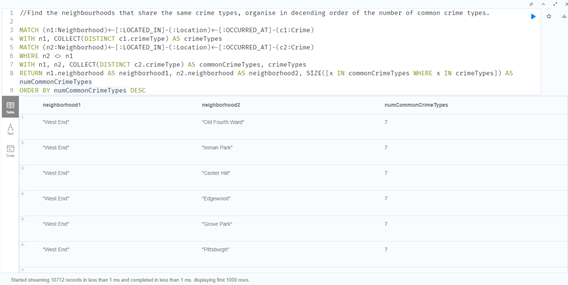 1 //Find the neighbourhoods that share the same crime types, organise in decending order of the number of common crime types.
2
3 MATCH (n1:Neighborhood)<-[:LOCATED_IN]-(:Location)<-[:OCCURRED_AT]-(c1:Crime)
4 WITH n1, COLLECT(DISTINCT c1.crimeType) AS crimeTypes
5 MATCH (n2:Neighborhood)<-[:LOCATED_IN]-(:Location)<-[:OCCURRED_AT]-(c2:Crime)
6 WHERE n2 <> n1
7 WITH n1, n2, COLLECT(DISTINCT c2.crimeType) AS commonCrimeTypes, crimeTypes
8 RETURN n1.neighborhood AS neighborhood1, n2.neighborhood AS neighborhood2, SIZE([x IN commonCrimeTypes WHERE x IN crimeTypes]) AS
numCommonCrimeTypes
9 ORDER BY numCommonCrimeTypes DESC
Table
Text
Code
neighborhood1 neighborhood2 numCommonCrimeTypes
1 "West End" "Old Fourth Ward" 7
2 "West End" "Inman Park" 7
3 "West End" "Center Hill" 7
4 "West End" "Edgewood" 7
5 "West End" "Grove Park" 7
6 "West End" "Pittsburgh" 7
Started streaming 10712 records in less than 1 ms and completed in less than 1 ms, displaying first 1000 rows.